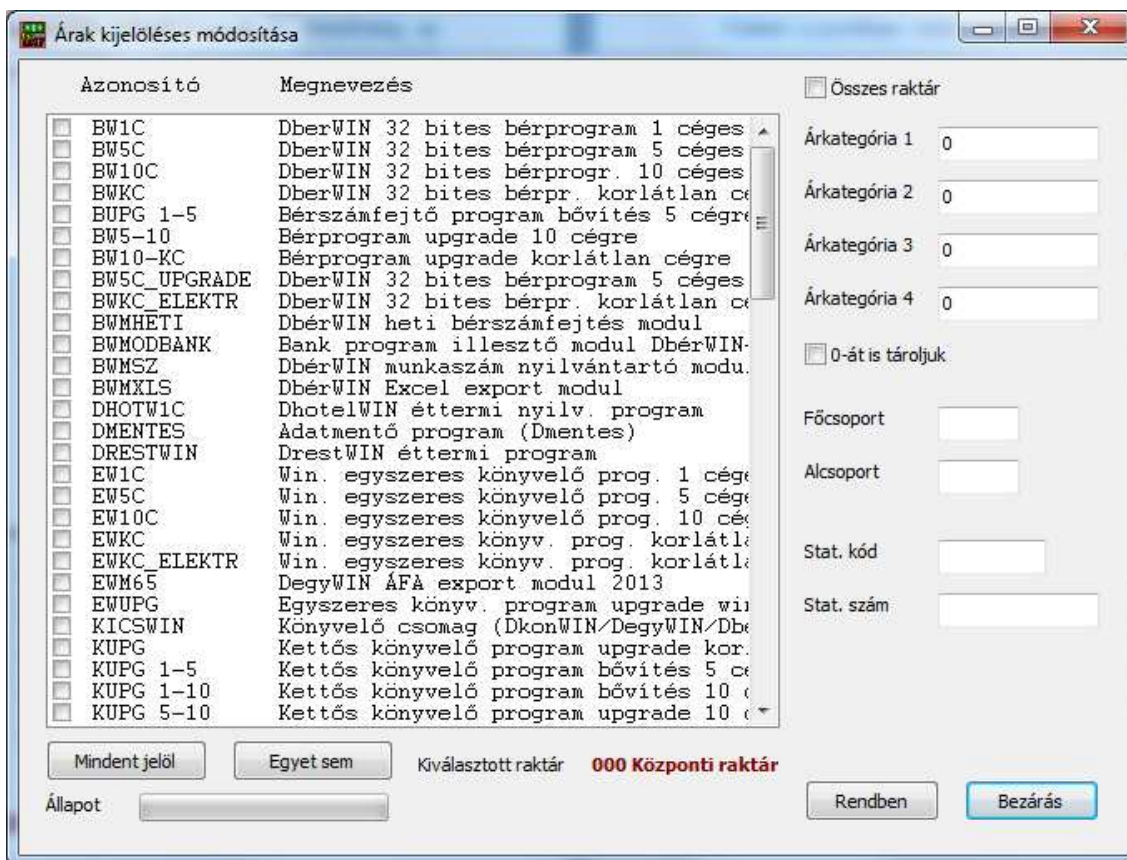 Árak kijelöléses módosítása
Azonosító Megnevezés
BW1C DberWIN 32 bites bérprogram 1 céges
BW5C DberWIN 32 bites bérprogram 5 céges
BW10C DberWIN 32 bites bérprogr. 10 céges
BWKC DberWIN 32 bites bérpr. korlátlan cé
BUPG 1-5 Bérszámfejtő program bővítés 5 cégre
BW5-10 Bérprogram upgrade 10 cégre
BW10-KC Bérprogram upgrade korlátlan cégre
BW5C_UPGRADE DberWIN 32 bites bérprogram 5 céges
BWKC_ELEKTR DberWIN 32 bites bérpr. korlátlan cé
BWMHETI DbérWIN heti bérszámfejtés modul
BWMODBANK Bank program illesztő modul DbérWIN-
BWMSZ DbérWIN munkaszám nyilvántartó modu
BWMXLS DbérWIN Excel export modul
DHOTW1C DhotelWIN éttermi nyilv. program
DMENTES Adatmentő program (Dmentes)
DRESTWIN DrestWIN éttermi program
EW1C Win. egyszeres könyvelő prog. 1 cége
EW5C Win. egyszeres könyvelő prog. 5 cége
EW10C Win. egyszeres könyvelő prog. 10 cég
EWKC Win. egyszeres könyv. prog. korlátla
EWKC_ELEKTR Win. egyszeres könyv. prog. korlátla
EWM65 DegyWIN ÁFA export modul 2013
EWUPG Egyszeres könyv. program upgrade win
KICSWIN Könyvelő csomag (DkonWIN/DegyWIN/Dbé
KUPG Kettős könyvelő program upgrade kor
KUPG 1-5 Kettős könyvelő program bővítés 5 cé
KUPG 1-10 Kettős könyvelő program bővítés 10
KUPG 5-10 Kettős könyvelő program upgrade 10
Mindent jelöl Egyet sem Kiválasztott raktár 000 Központi raktár
Állapot
Összes raktár
Árkategória 1 0
Árkategória 2 0
Árkategória 3 0
Árkategória 4 0
0-át is tároljuk
Főcsoport
Alcsoport
Stat. kód
Stat. szám
Rendben Bezárás